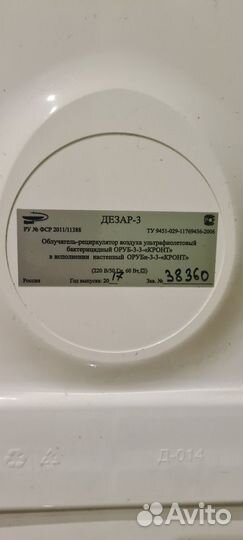 ДЕЗАР-3
РУ № ФСР 2011/11388
ТУ 9451-029-11769436-2006
Облучатель-рециркулятор воздуха ультрафиолетовый
бактерицидный ОРУБ-3-3-«КРОНТ»
в исполнении настенный ОРУБн-3-3-«КРОНТ»
(220 В/50 Гц, 60 Вт, I2)
Россия Год выпуска: 2017 Зав. № 38360
Д-014
Avito